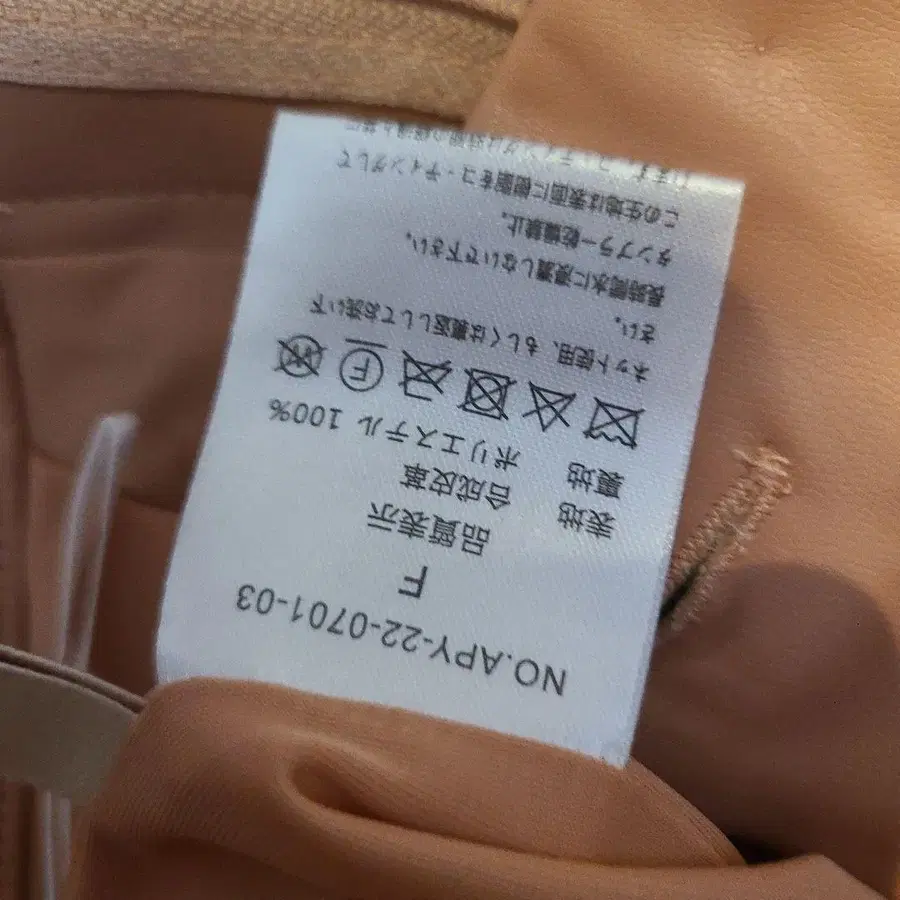 NO.APY-22-0701-03
F
品質表示
表地 合成皮革
裏地 ポリエステル 100%
F
ネット使用、もしくは裏返ししてお洗い下
さい。
長時間水に浸漬しないで下さい。
タンブラー乾燥禁止。
この生地は表面に樹脂をコーティングして